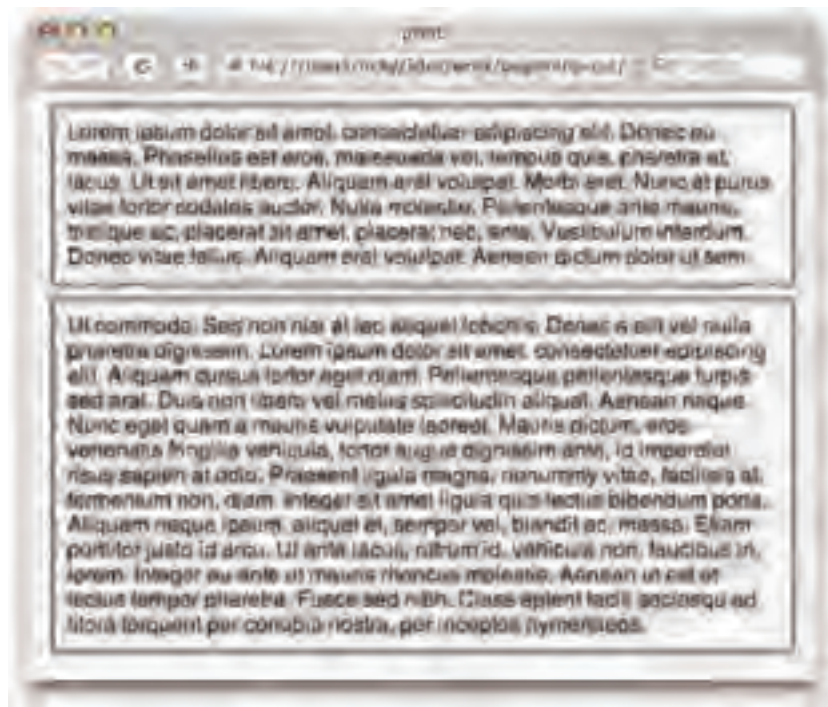 print
Lorem ipsum dolor sit amet, consectetuer adipiscing elit. Donec eu
massa. Phasellus est eros, malesuada vel, tempus quis, pharetra at,
lacus. Ut sit amet libero. Aliquam erat volutpat. Morbi erat. Nunc at purus
vitae tortor sodales auctor. Nulla molestie. Pellentesque ante mauris,
tristique ac, placerat sit amet, placerat nec, ante. Vestibulum interdum.
Donec vitae tellus. Aliquam erat volutpat. Aenean dictum dolor ut sem.
Ut commodo. Sed non nisi at leo aliquet lobortis. Donec a elit vel nulla
pharetra dignissim. Lorem ipsum dolor sit amet, consectetuer adipiscing
elit. Aliquam cursus tortor eget diam. Pellentesque pellentesque turpis
sed erat. Duis non libero vel metus sollicitudin aliquet. Aenean neque.
Nunc eget quam a mauris vulputate laoreet. Mauris dictum, eros
venenatis fringilla vehicula, tortor augue dignissim ante, id imperdiet
risus sapien at odio. Praesent ligula magna, nonummy vitae, facilisis at,
fermentum non, diam. Integer sit amet ligula quis lectus bibendum porta.
Aliquam neque ipsum, aliquet et, semper vel, blandit ac, massa. Etiam
porttitor justo id arcu. Ut ante lacus, rutrum id, vehicula non, faucibus in,
lorem. Integer eu ante ut mauris rhoncus molestie. Aenean ut est et
lectus tempor pharetra. Fusce sed nibh. Class aptent taciti sociosqu ad
litora torquent per conubia nostra, per inceptos hymenaeos.